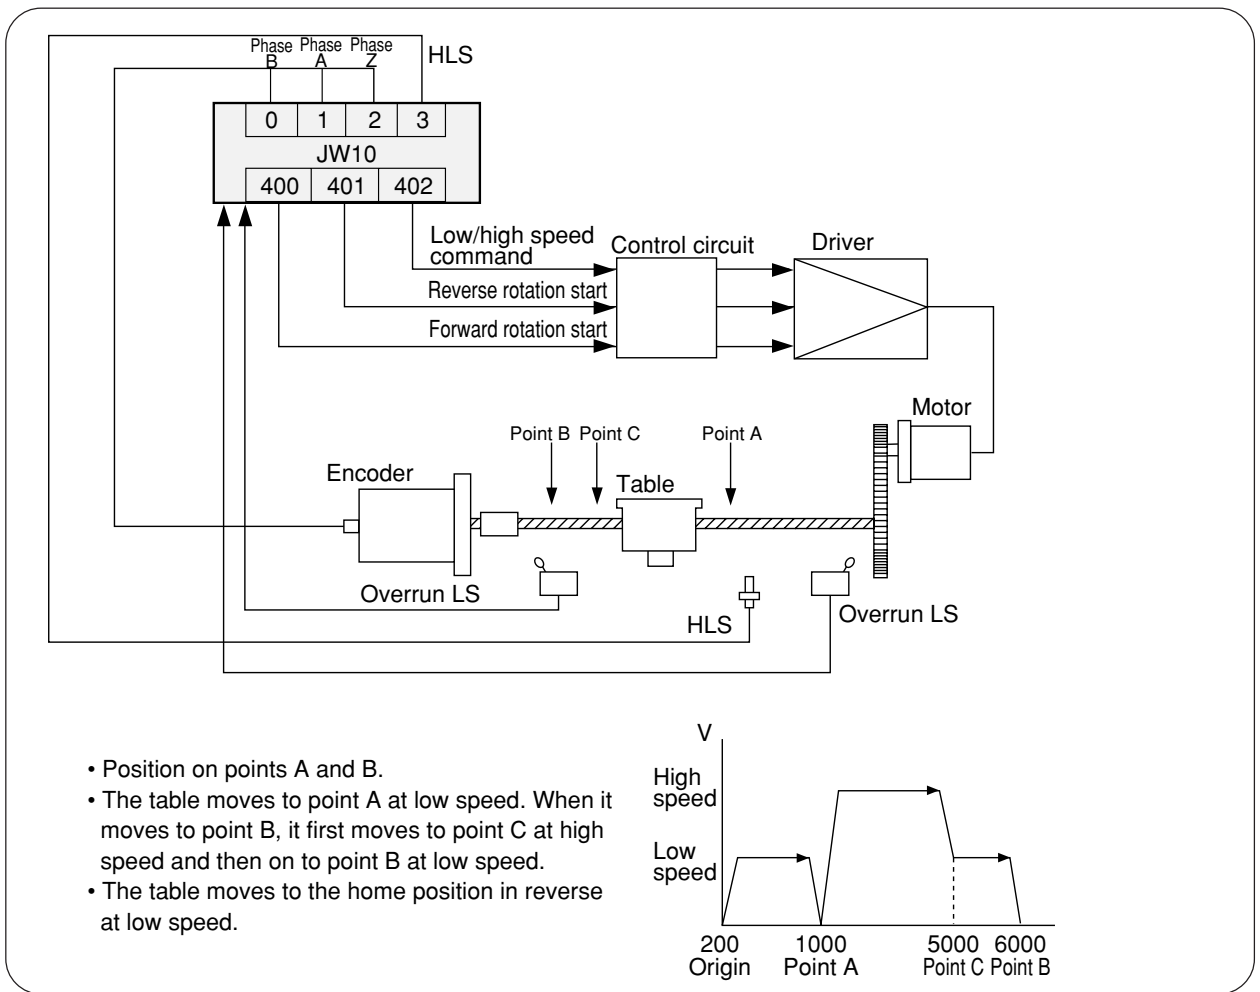 Phase Phase Phase
B A Z
HLS
0 1 2 3
JW10
400 401 402
Low/high speed
command
Control circuit
Driver
Reverse rotation start
Forward rotation start
Motor
Point B Point C Point A
Encoder
Table
Overrun LS
HLS
Overrun LS
• Position on points A and B.
• The table moves to point A at low speed. When it
moves to point B, it first moves to point C at high
speed and then on to point B at low speed.
• The table moves to the home position in reverse
at low speed.
V
High
speed
Low
speed
200 1000 5000 6000
Origin Point A Point C Point B